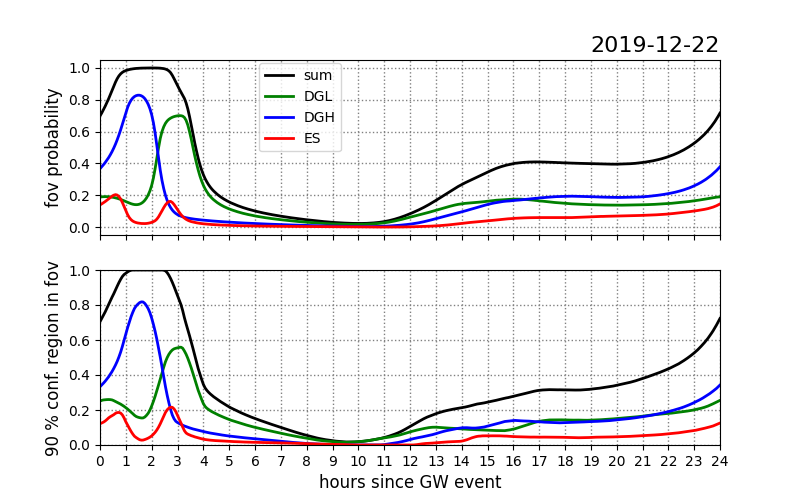 2019-12-22
fov probability
1.0
0.8
0.6
0.4
0.2
0.0
sum
DGL
DGH
ES
90 % conf. region in fov
1.0
0.8
0.6
0.4
0.2
0.0
0 1 2 3 4 5 6 7 8 9 10 11 12 13 14 15 16 17 18 19 20 21 22 23 24
hours since GW event